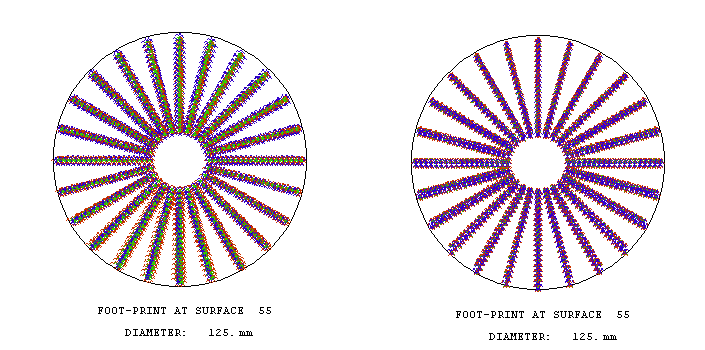 FOOT-PRINT AT SURFACE 55
DIAMETER: 125. mm
FOOT-PRINT AT SURFACE 55
DIAMETER: 125. mm